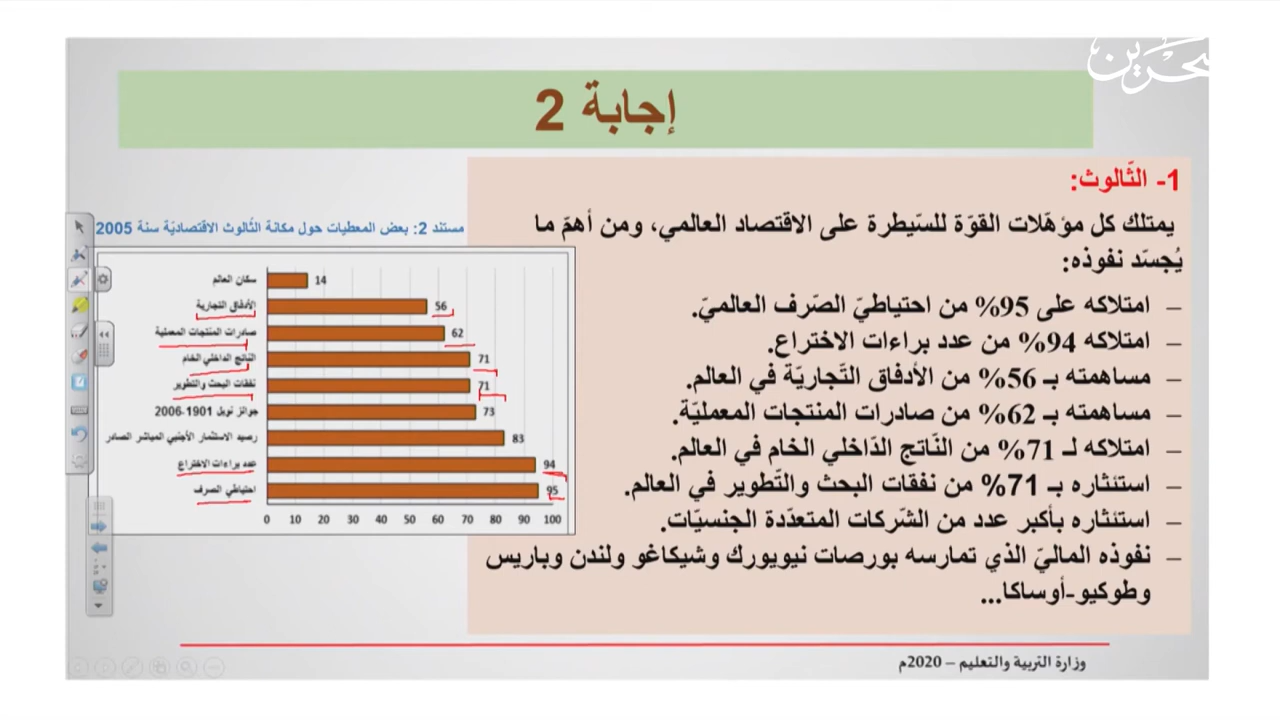 البحرين
إجابة 2
1- الثّالوث:
يمتلك كل مؤهّلات القوّة للسّيطرة على الاقتصاد العالمي، ومن أهمّ ما
يُجسّد نفوذه:
– امتلاكه على 95% من احتياطيّ الصّرف العالميّ.
– امتلاكه 94% من عدد براءات الاختراع.
– مساهمته بـ 56% من الأدفاق التّجاريّة في العالم.
– مساهمته بـ 62% من صادرات المنتجات المعمليّة.
– امتلاكه لـ 71% من النّاتج الدّاخلي الخام في العالم.
– استئثاره بـ 71% من نفقات البحث والتّطوير في العالم.
– استئثاره بأكبر عدد من الشّركات المتعدّدة الجنسيّات.
– نفوذه الماليّ الذي تمارسه بورصات نيويورك وشيكاغو ولندن وباريس
وطوكيو-أوساكا...
مستند 2: بعض المعطيات حول مكانة الثّالوث الاقتصاديّة سنة 2005
سكان العالم 14
الأدفاق التجارية 56
صادرات المنتجات المعملية 62
الناتج الداخلي الخام 71
نفقات البحث والتطوير 71
جوائز نوبل 1901-2006 73
رصيد الاستثمار الأجنبي المباشر الصادر 83
عدد براءات الاختراع 94
احتياطي الصرف 95
0 10 20 30 40 50 60 70 80 90 100
وزارة التربية والتعليم – 2020م